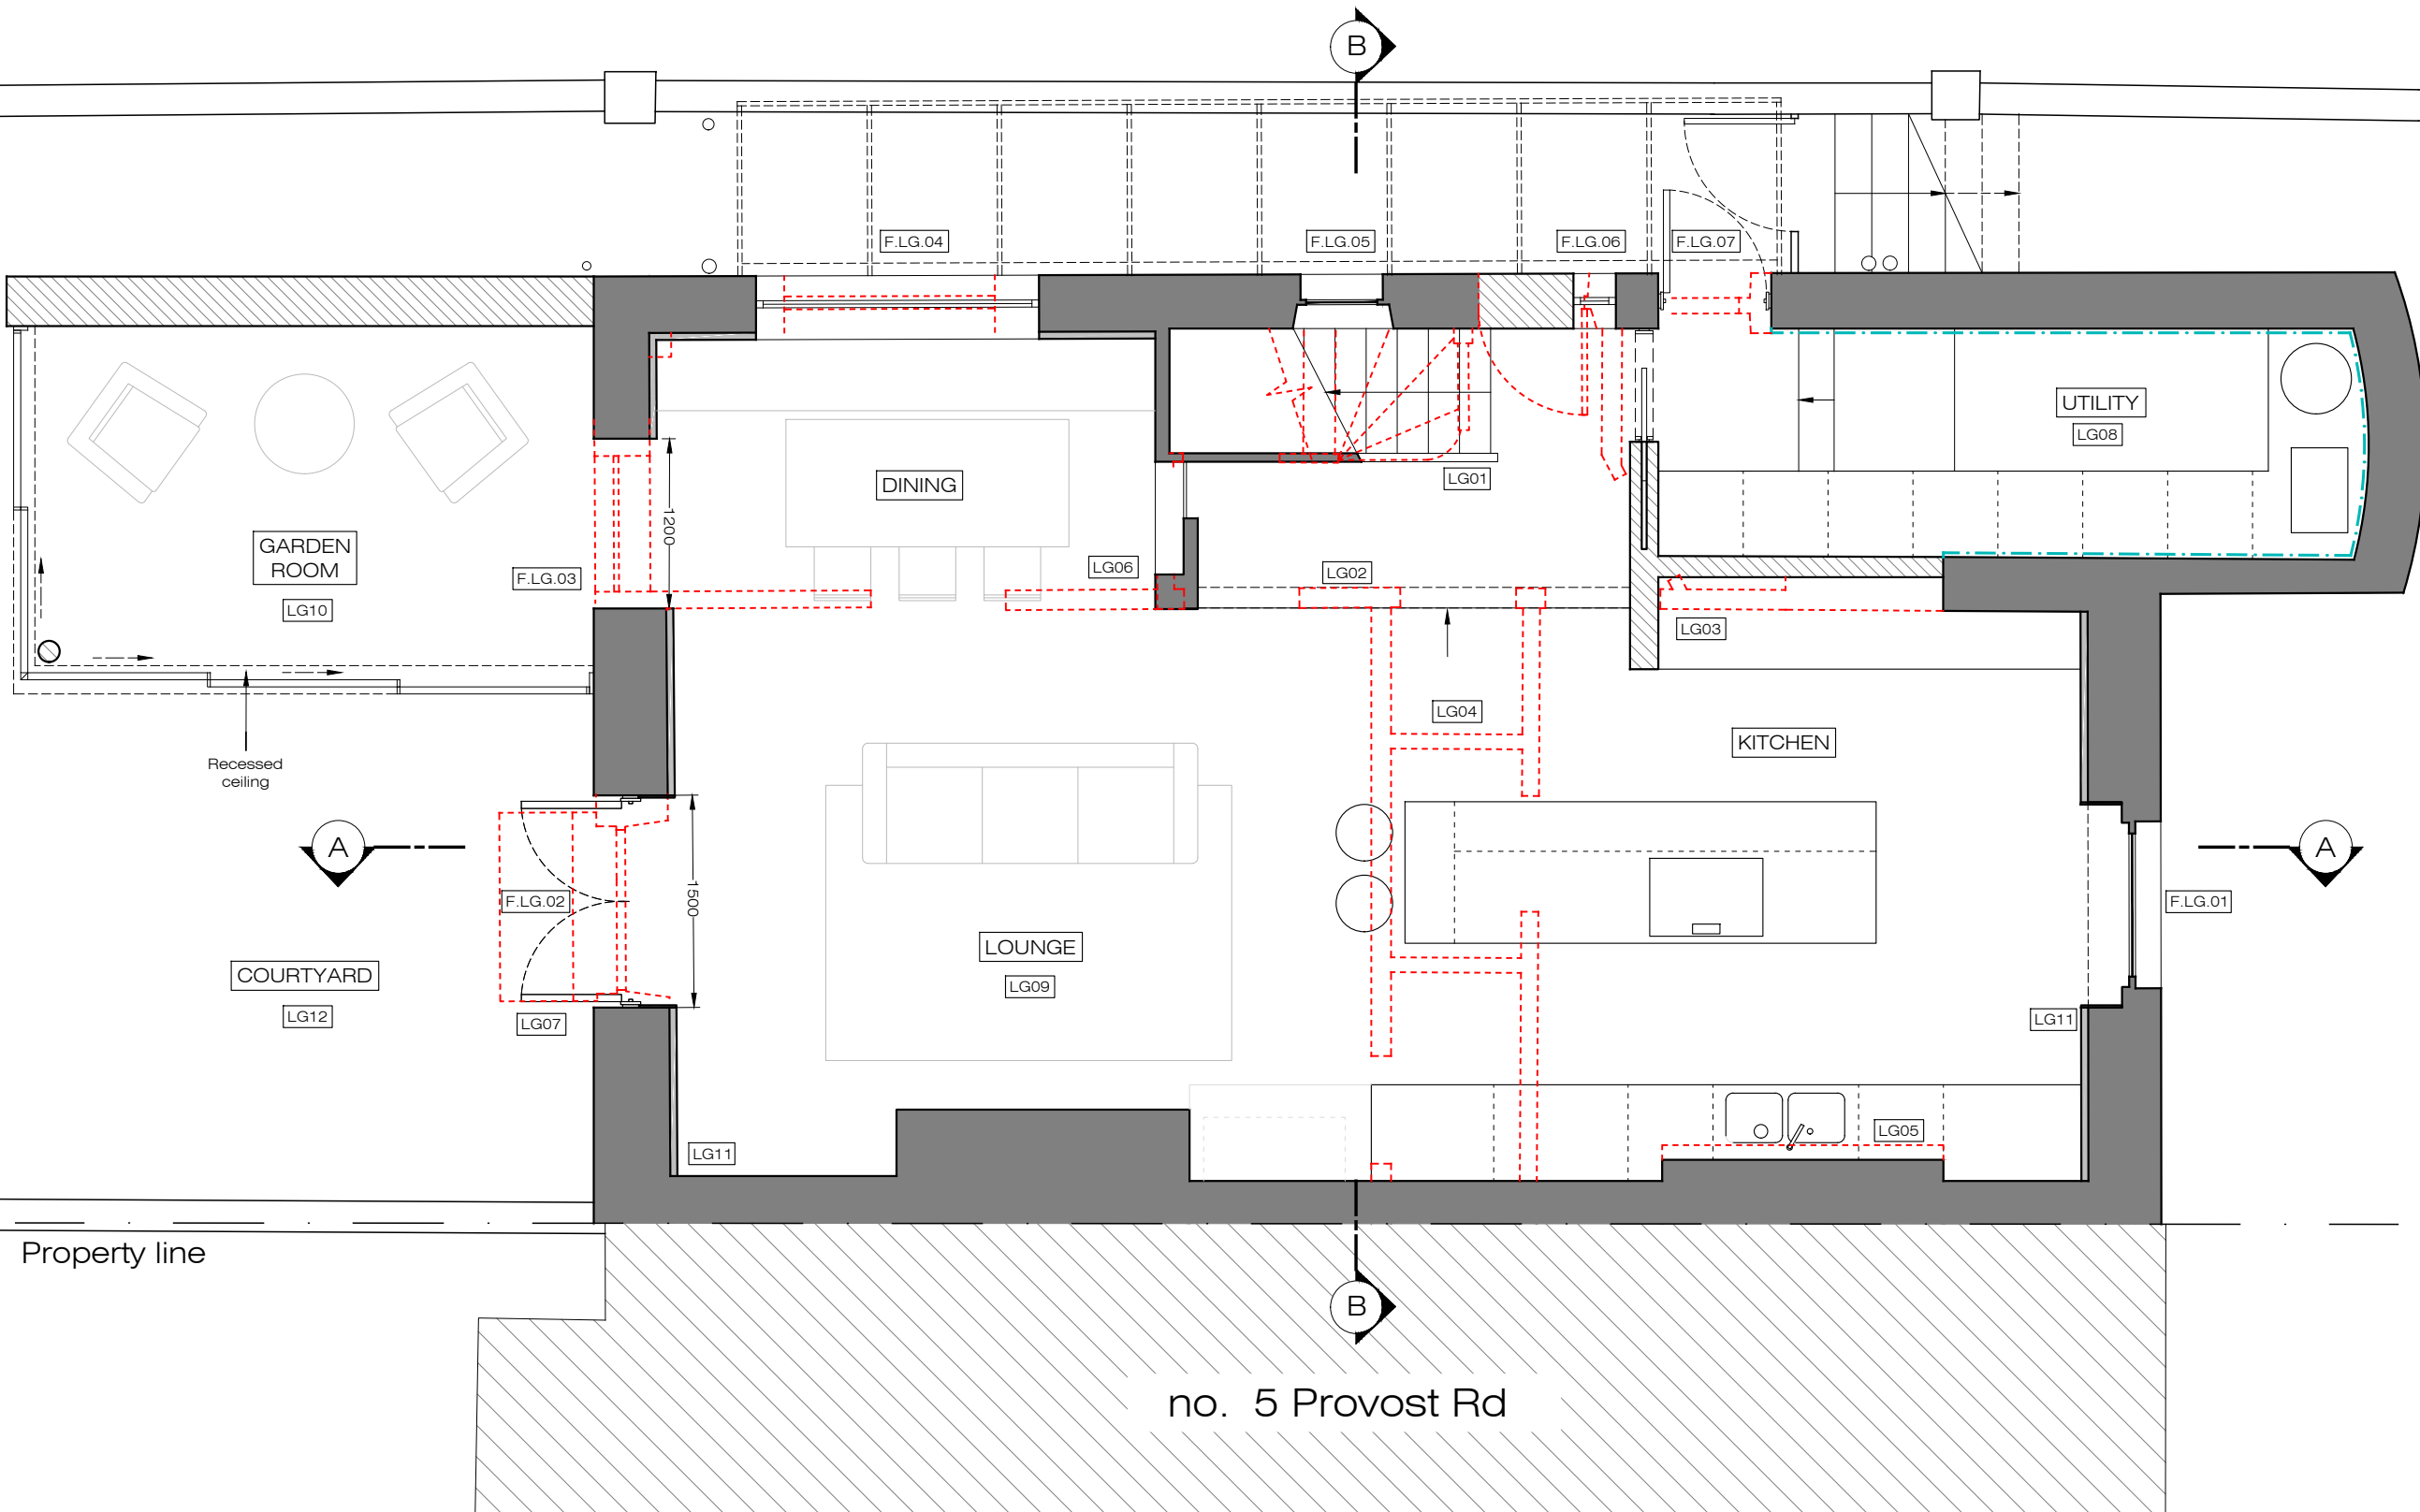 B
F.LG.04
F.LG.05
F.LG.06
F.LG.07
UTILITY
LG08
DINING
LG01
1200
GARDEN
ROOM
LG10
F.LG.03
LG06
LG02
LG03
LG04
KITCHEN
Recessed
ceiling
A
A
F.LG.02
1500
F.LG.01
LOUNGE
LG09
COURTYARD
LG12
LG07
LG11
LG05
LG11
Property line
B
no. 5 Provost Rd